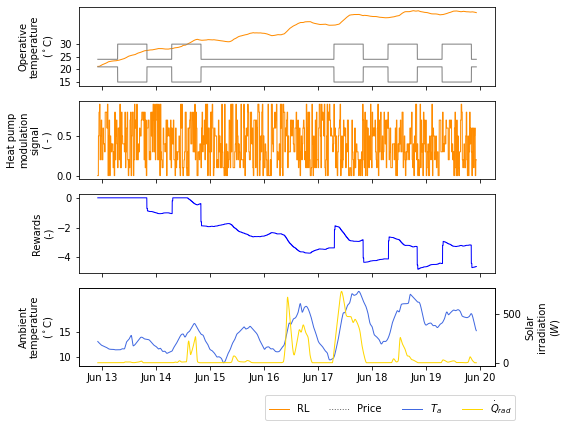 Operative
temperature
(°C)
30
25
20
15
Heat pump
modulation
signal
( - )
0.5
0.0
Rewards
(-)
0
−2
−4
Ambient
temperature
(°C)
15
10
500
0
Solar
irradiation
(W)
Jun 13 Jun 14 Jun 15 Jun 16 Jun 17 Jun 18 Jun 19 Jun 20
RL Price Ta Q̇rad